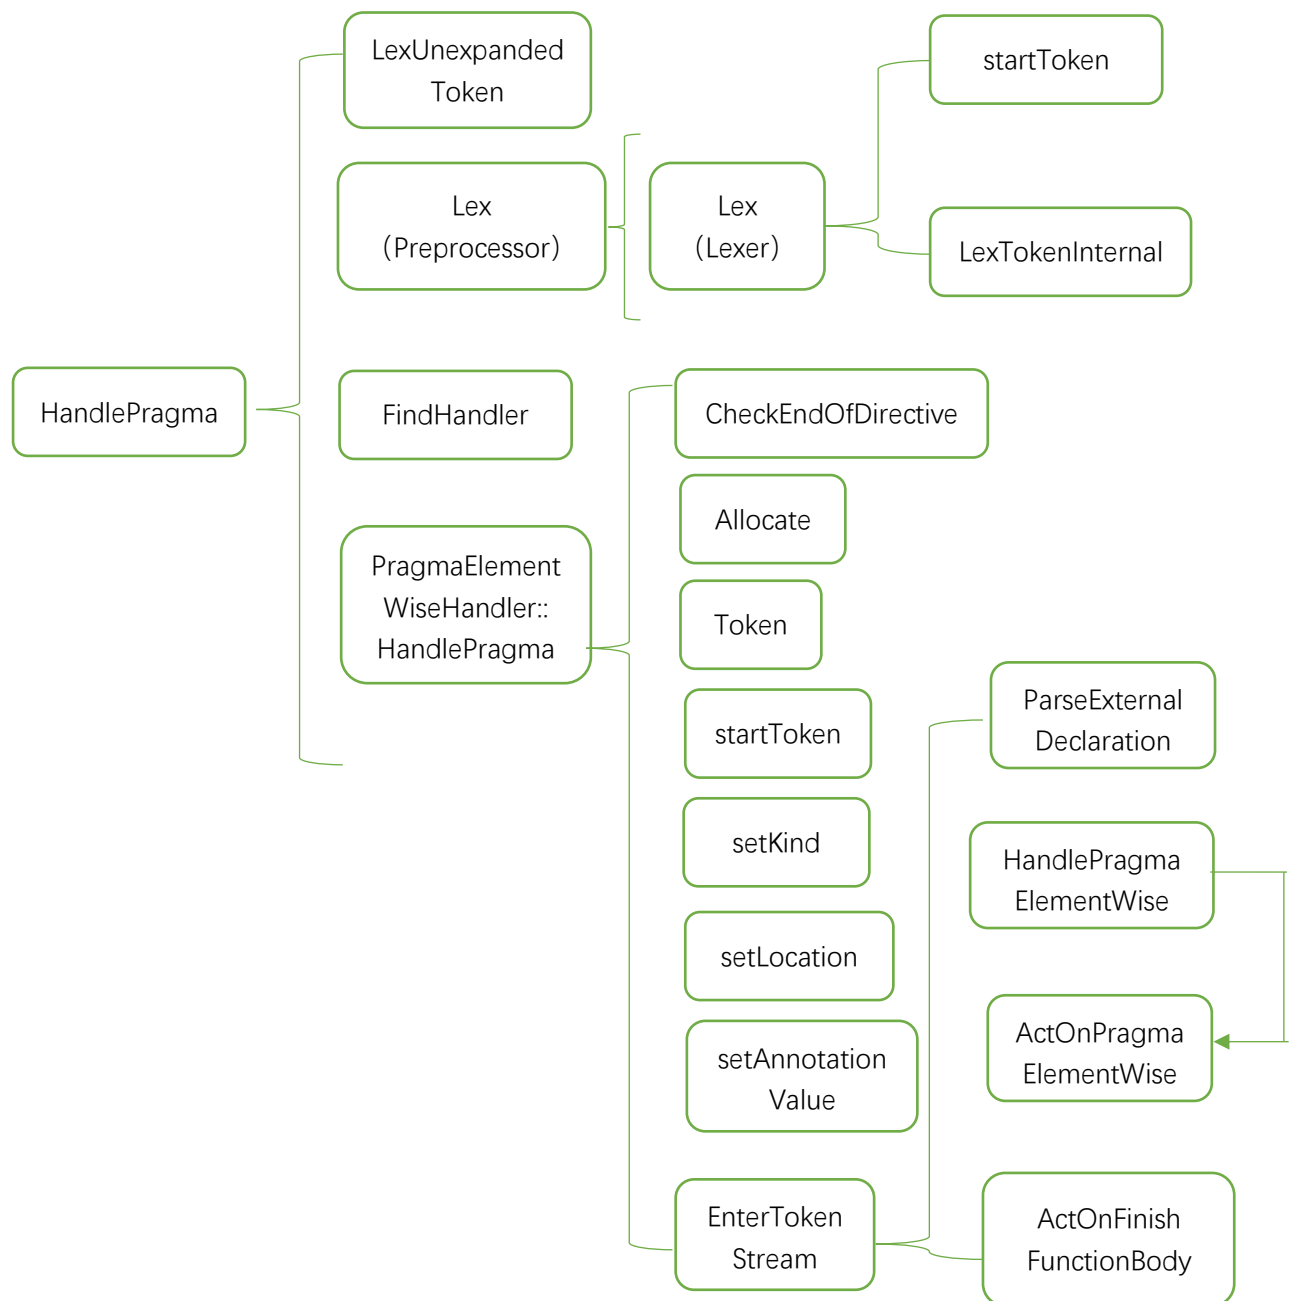 HandlePragma
LexUnexpanded
Token
Lex
（Preprocessor）
Lex
（Lexer）
startToken
LexTokenInternal
FindHandler
PragmaElement
WiseHandler::
HandlePragma
CheckEndOfDirective
Allocate
Token
startToken
setKind
setLocation
setAnnotation
Value
EnterToken
Stream
ParseExternal
Declaration
HandlePragma
ElementWise
ActOnPragma
ElementWise
ActOnFinish
FunctionBody